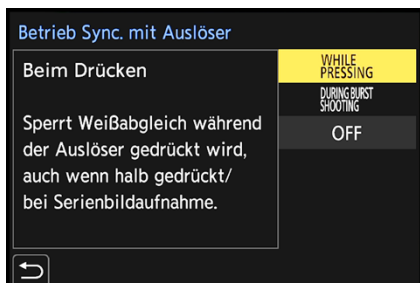 Betrieb Sync. mit Auslöser
Beim Drücken
WHILE
PRESSING
DURING BURST
SHOOTING
OFF
Sperrt Weißabgleich während
der Auslöser gedrückt wird,
auch wenn halb gedrückt/
bei Serienbildaufnahme.